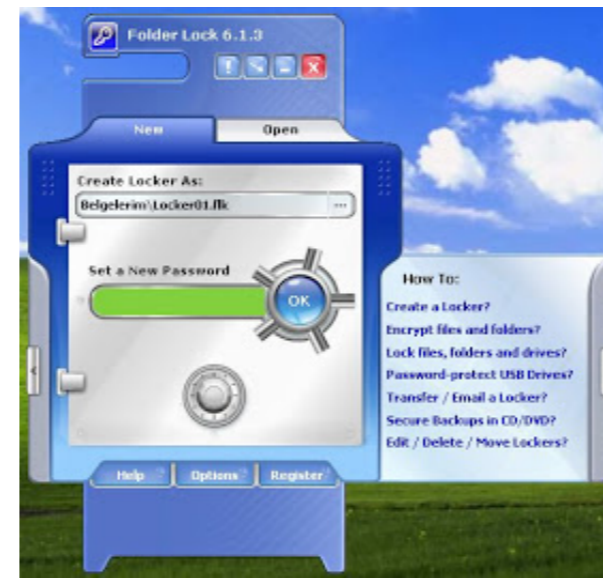 Folder Lock 6.1.3
New
Open
Create Locker As:
Belgelerim\Locker01.flk
...
Set a New Password
OK
How To:
Create a Locker?
Encrypt files and folders?
Lock files, folders and drives?
Password-protect USB Drives?
Transfer / Email a Locker?
Secure Backups in CD/DVD?
Edit / Delete / Move Lockers?
Help
Options
Register